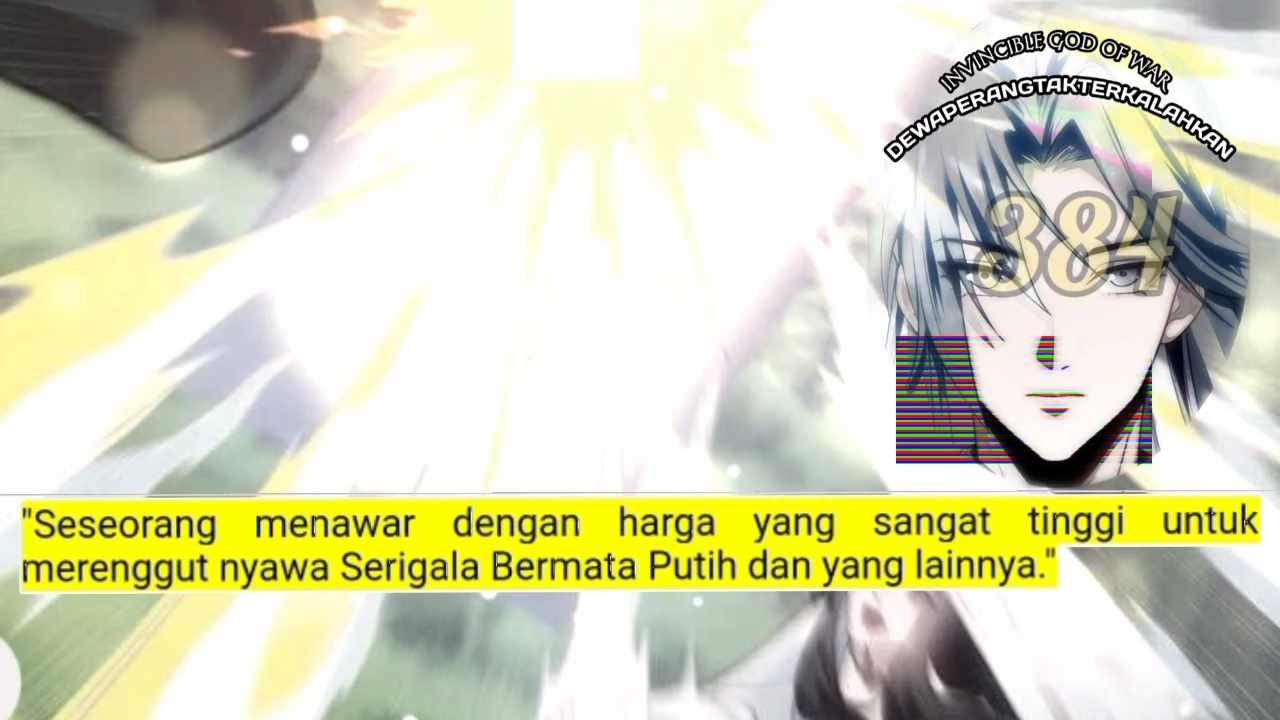 INVINCIBLE GOD OF WAR
DEWAPERANGTAKTERKALAHKAN
384
"Seseorang menawar dengan harga yang sangat tinggi untuk
merenggut nyawa Serigala Bermata Putih dan yang lainnya."